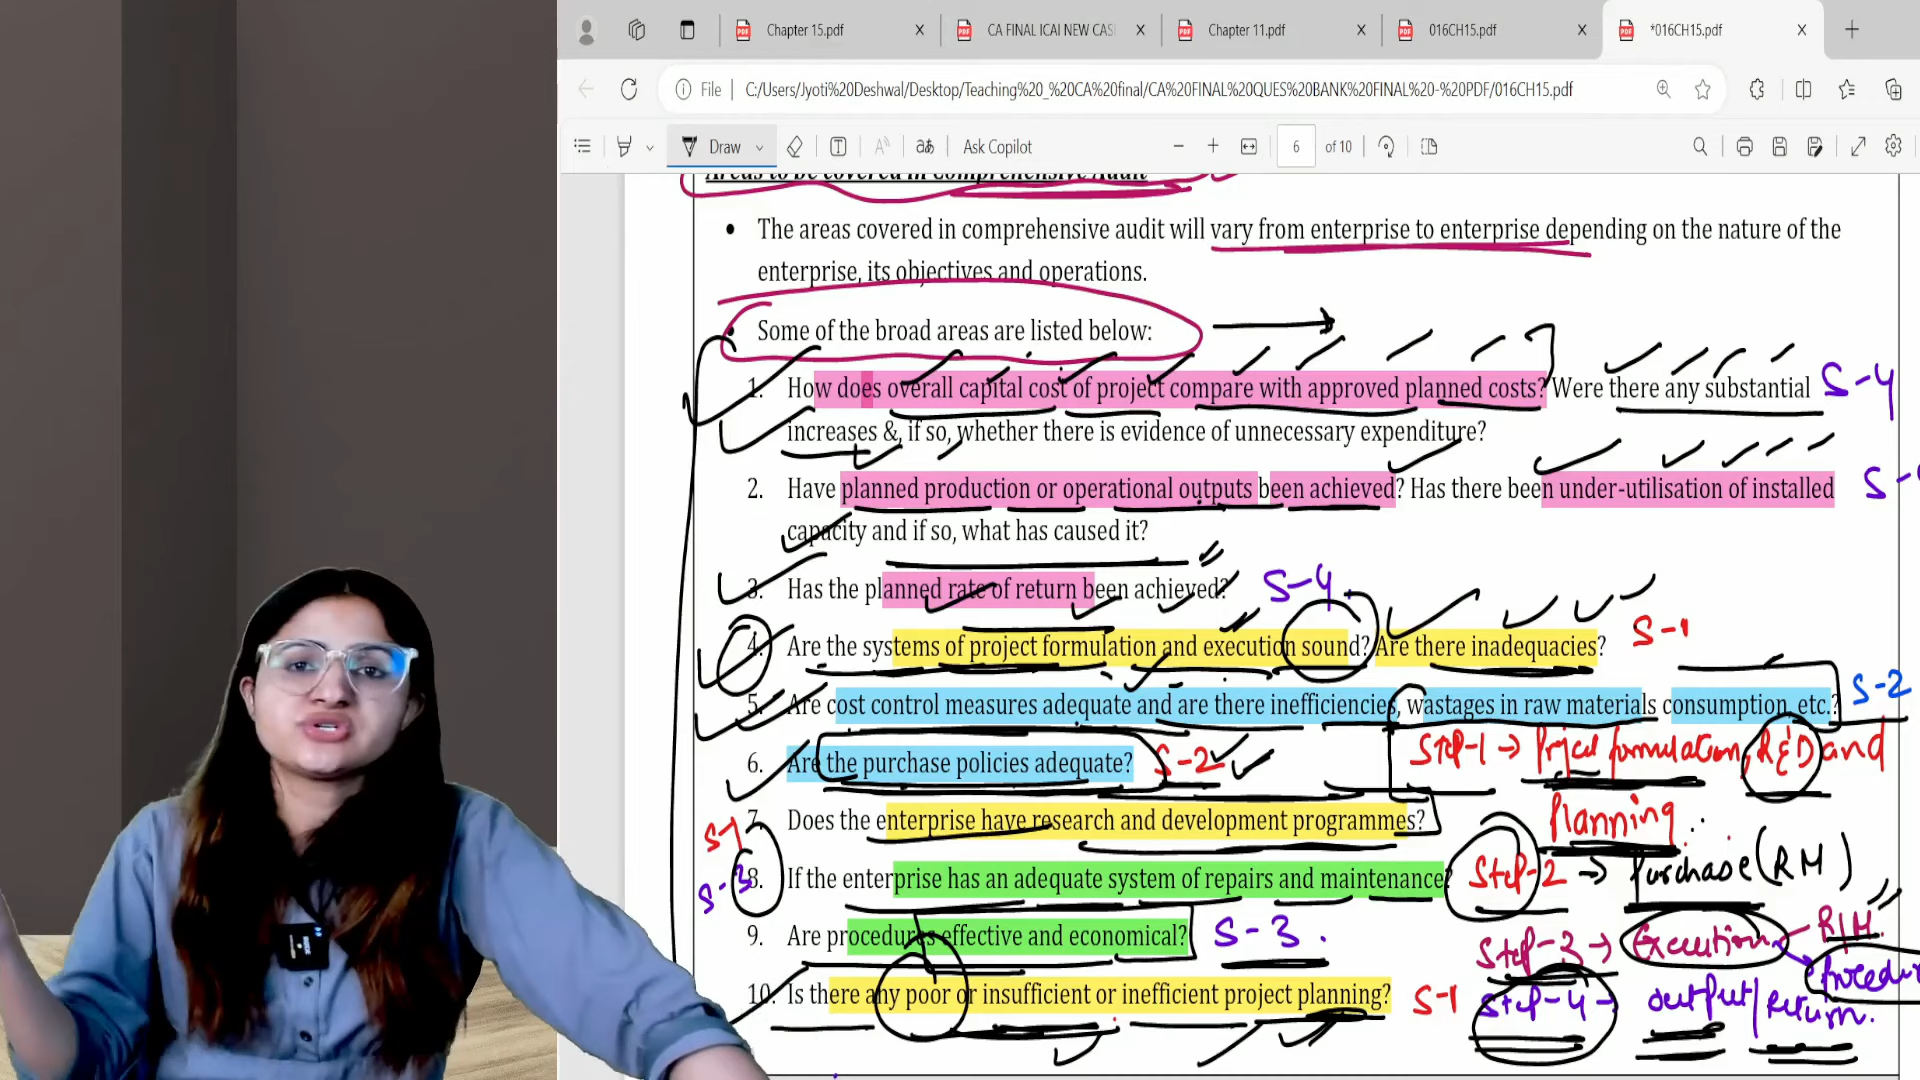 Chapter 15.pdf
CA FINAL ICAI NEW CAS
Chapter 11.pdf
016CH15.pdf
*016CH15.pdf
File
C:/Users/Jyoti%20Deshwal/Desktop/Teaching%20_%20CA%20final/CA%20FINAL%20QUES%20BANK%20FINAL%20-%20PDF/016CH15.pdf
Draw
Ask Copilot
6 of 10
Areas to be covered in Comprehensive Audit
• The areas covered in comprehensive audit will vary from enterprise to enterprise depending on the nature of the
enterprise, its objectives and operations.
• Some of the broad areas are listed below:
1. How does overall capital cost of project compare with approved planned costs? Were there any substantial S-4
increases &, if so, whether there is evidence of unnecessary expenditure?
2. Have planned production or operational outputs been achieved? Has there been under-utilisation of installed S-
capacity and if so, what has caused it?
3. Has the planned rate of return been achieved? S-4
4. Are the systems of project formulation and execution sound? Are there inadequacies? S-1
5. Are cost control measures adequate and are there inefficiencies, wastages in raw materials consumption, etc.? S-2
6. Are the purchase policies adequate? S-2
Step-1 → Project formulation, R&D and
Planning
7. Does the enterprise have research and development programmes?
S-1
8. If the enterprise has an adequate system of repairs and maintenance?
S-3
Step-2 → Purchase (RM)
9. Are procedures effective and economical? S-3.
Step-3 → Execution R/M.
Procedur
10. Is there any poor or insufficient or inefficient project planning? S-1
Step-4 - output/return.